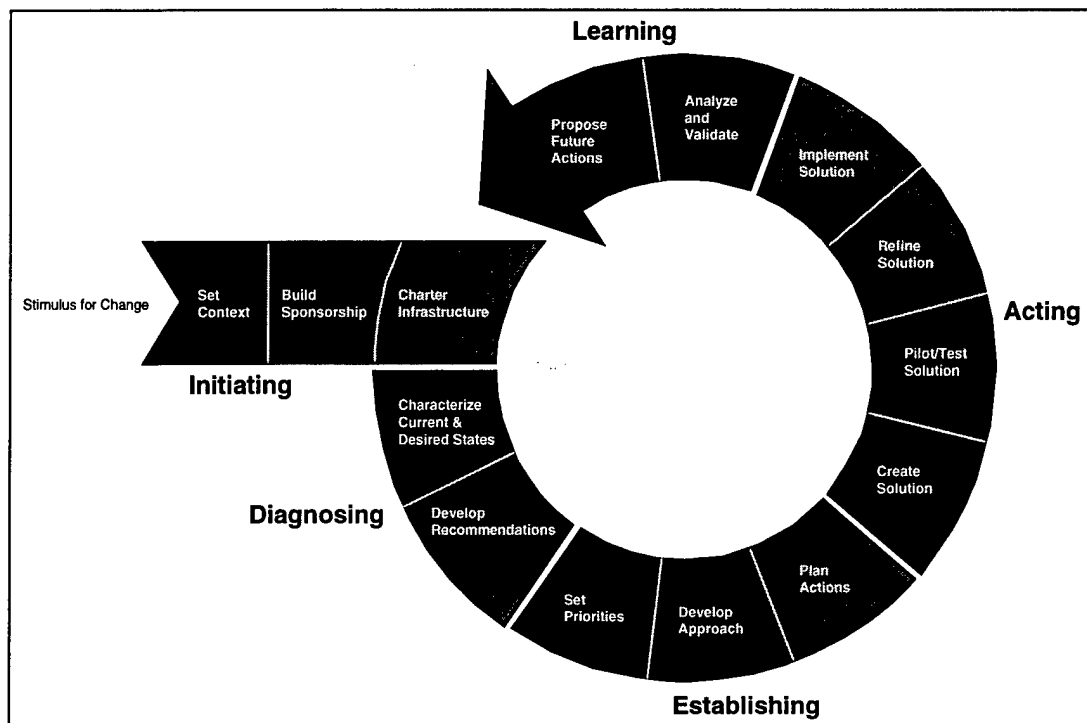 Learning
Propose
Future
Actions
Analyze
and
Validate
Implement
Solution
Refine
Solution
Acting
Pilot/Test
Solution
Create
Solution
Stimulus for Change
Set
Context
Build
Sponsorship
Charter
Infrastructure
Initiating
Characterize
Current &
Desired States
Diagnosing
Develop
Recommendations
Set
Priorities
Develop
Approach
Plan
Actions
Establishing